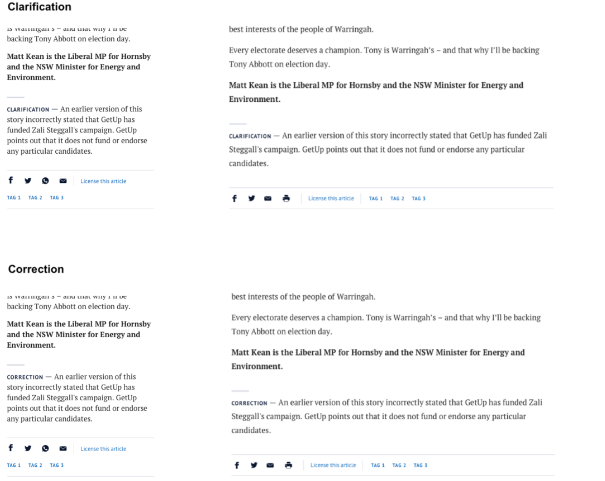 Clarification
is Warringah's – and that why I'll be
backing Tony Abbott on election day.
Matt Kean is the Liberal MP for Hornsby
and the NSW Minister for Energy and
Environment.
CLARIFICATION — An earlier version of this
story incorrectly stated that GetUp has
funded Zali Steggall's campaign. GetUp
points out that it does not fund or endorse
any particular candidates.
License this article
TAG 1 TAG 2 TAG 3
best interests of the people of Warringah.
Every electorate deserves a champion. Tony is Warringah's – and that why I'll be backing
Tony Abbott on election day.
Matt Kean is the Liberal MP for Hornsby and the NSW Minister for Energy and
Environment.
CLARIFICATION — An earlier version of this story incorrectly stated that GetUp has funded Zali
Steggall's campaign. GetUp points out that it does not fund or endorse any particular
candidates.
License this article TAG 1 TAG 2 TAG 3
Correction
is Warringah's – and that why I'll be
backing Tony Abbott on election day.
Matt Kean is the Liberal MP for Hornsby
and the NSW Minister for Energy and
Environment.
CORRECTION — An earlier version of this
story incorrectly stated that GetUp has
funded Zali Steggall's campaign. GetUp
points out that it does not fund or endorse
any particular candidates.
License this article
TAG 1 TAG 2 TAG 3
best interests of the people of Warringah.
Every electorate deserves a champion. Tony is Warringah's – and that why I'll be backing
Tony Abbott on election day.
Matt Kean is the Liberal MP for Hornsby and the NSW Minister for Energy and
Environment.
CORRECTION — An earlier version of this story incorrectly stated that GetUp has funded Zali
Steggall's campaign. GetUp points out that it does not fund or endorse any particular
candidates.
License this article TAG 1 TAG 2 TAG 3